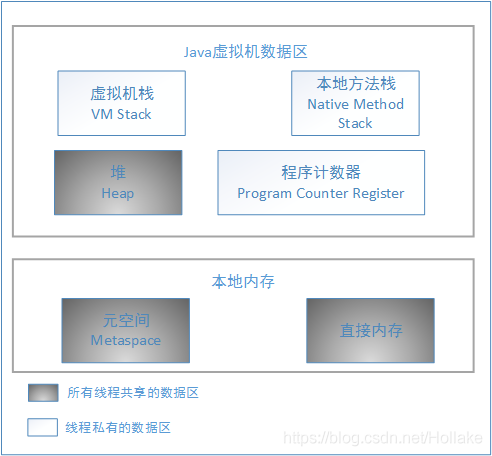 Java虚拟机数据区
虚拟机栈
VM Stack
本地方法栈
Native Method
Stack
堆
Heap
程序计数器
Program Counter Register
本地内存
元空间
Metaspace
直接内存
所有线程共享的数据区
线程私有的数据区
https://blog.csdn.net/Hollake